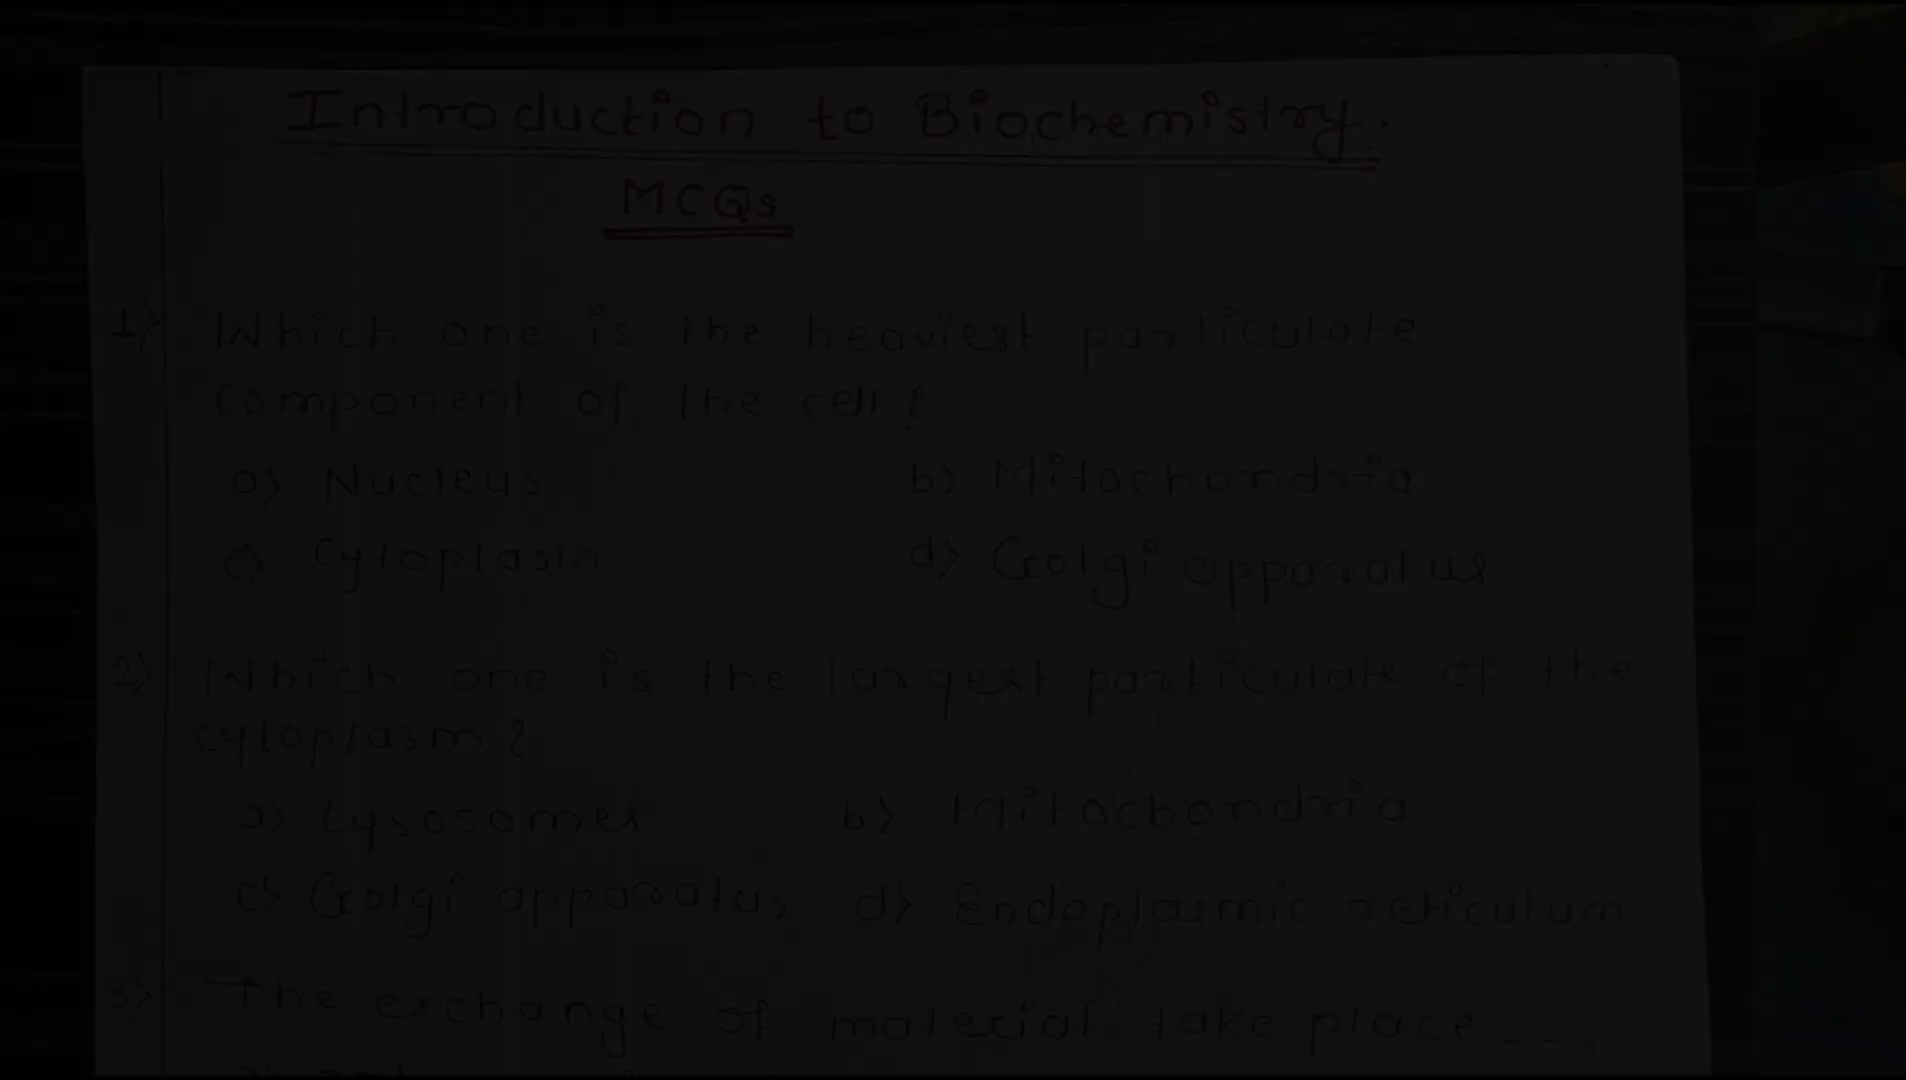 Introduction to Biochemistry.
MCQs
1) Which one is the heaviest particulate
component of the cell?
a) Nucleus b) Mitochondria
c) Cytoplasm d) Golgi apparatus
2) Which one is the largest particulate of the
cytoplasm?
a) Lysosomes b) Mitochondria
c) Golgi apparatus d) Endoplasmic reticulum
3) The exchange of material take place ----